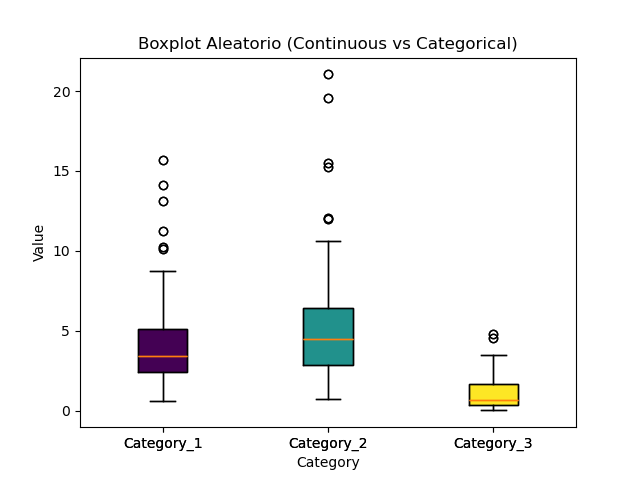 Boxplot Aleatorio (Continuous vs Categorical)
20
15
10
5
0
Value
Category_1
Category_2
Category_3
Category